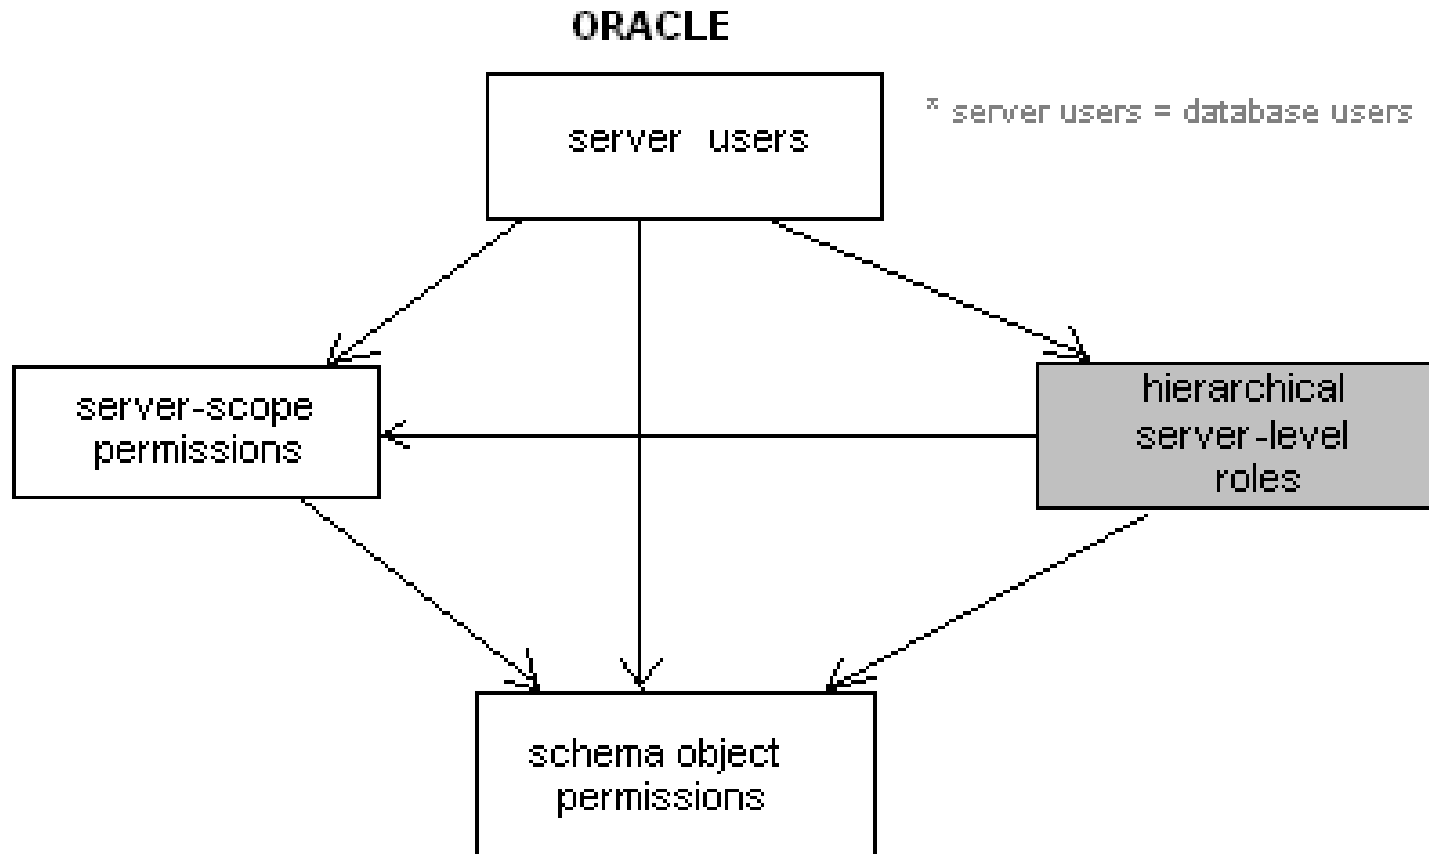 ORACLE
server users
* server users = database users
server-scope
permissions
hierarchical
server-level
roles
schema object
permissions